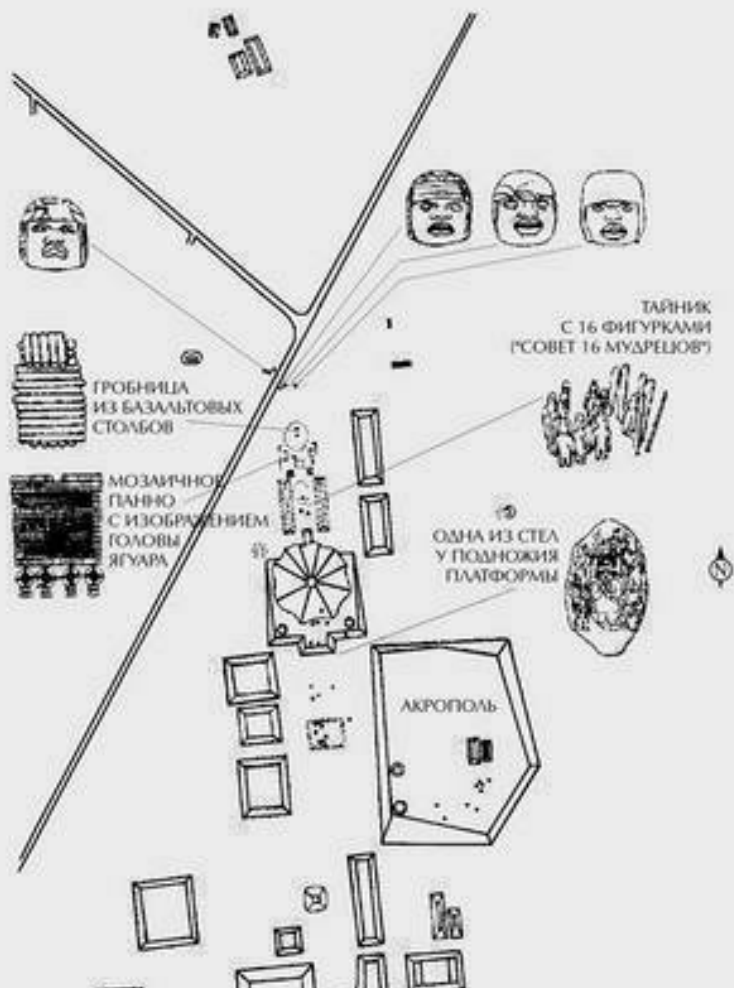 ТАЙНИК
С 16 ФИГУРКАМИ
("СОВЕТ 16 МУДРЕЦОВ")
ГРОБНИЦА
ИЗ БАЗАЛЬТОВЫХ
СТОЛБОВ
МОЗАИЧНОЕ
ПАННО
С ИЗОБРАЖЕНИЕМ
ГОЛОВЫ
ЯГУАРА
ОДНА ИЗ СТЕЛ
У ПОДНОЖИЯ
ПЛАТФОРМЫ
N
АКРОПОЛЬ